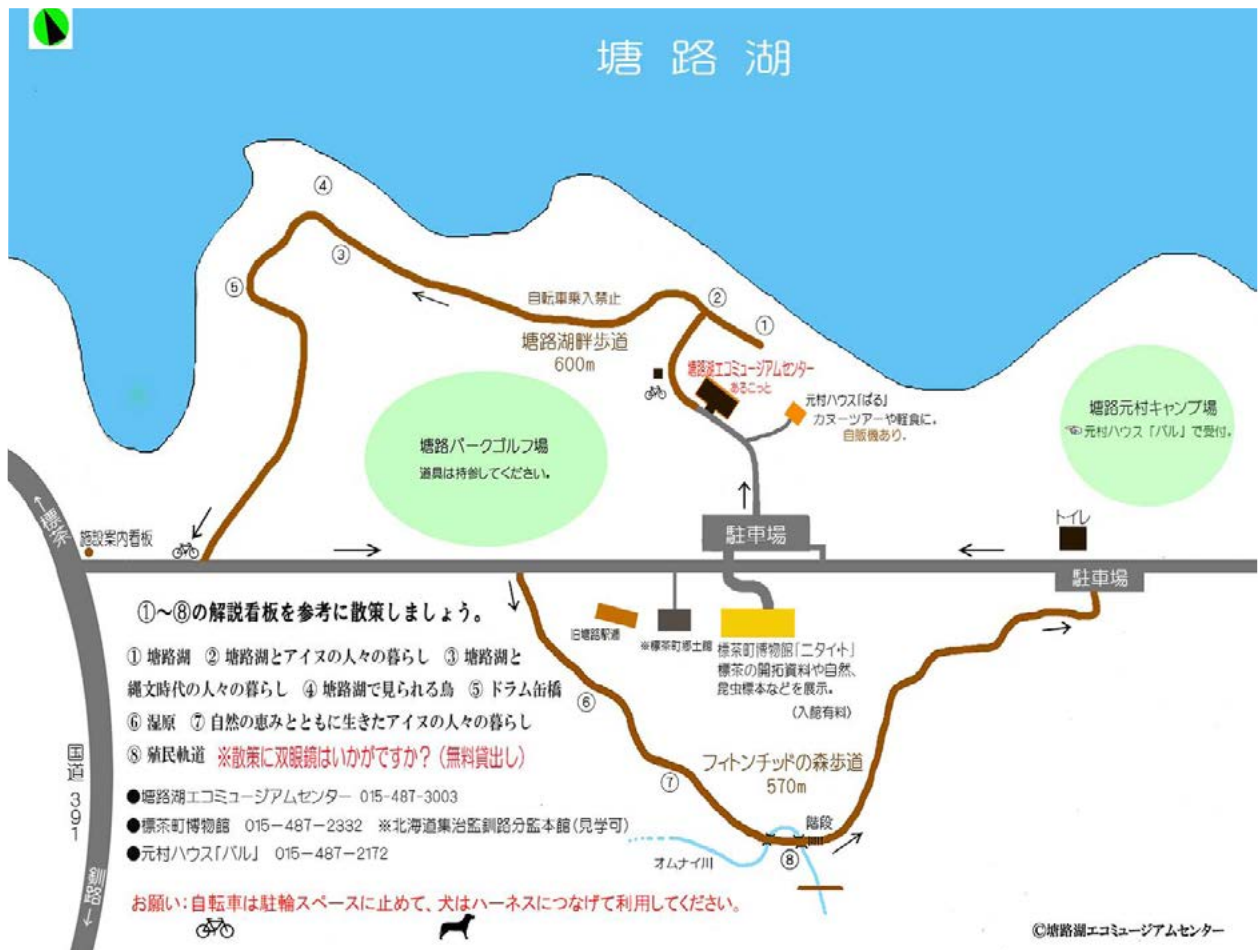 塘路湖
④
③
⑤
②
①
自転車乗入禁止
塘路湖畔歩道
600m
塘路湖エコミュージアムセンター
あるこっと
元村ハウス「ぱる」
カヌーツアーや軽食に。
自販機あり。
塘路元村キャンプ場
元村ハウス「パル」で受付。
塘路パークゴルフ場
道具は持参してください。
←標茶
施設案内看板
駐車場
トイレ
駐車場
①～⑧の解説看板を参考に散策しましょう。
① 塘路湖 ② 塘路湖とアイヌの人々の暮らし ③ 塘路湖と
縄文時代の人々の暮らし ④ 塘路湖で見られる鳥 ⑤ ドラム缶橋
⑥ 湿原 ⑦ 自然の恵みとともに生きたアイヌの人々の暮らし
⑧ 殖民軌道 ※散策に双眼鏡はいかがですか?(無料貸出し)
●塘路湖エコミュージアムセンター 015-487-3003
●標茶町博物館 015-487-2332 ※北海道集治監釧路分監本館(見学可)
●元村ハウス「パル」 015-487-2172
旧塘路駅逓
※標茶町郷土館
標茶町博物館「ニタイト」
標茶の開拓資料や自然、
昆虫標本などを展示。
(入館有料)
⑥
⑦
フィトンチッドの森歩道
570m
階段
⑧
オムナイ川
国道 391
釧路→
お願い:自転車は駐輪スペースに止めて、犬はハーネスにつなげて利用してください。
©塘路湖エコミュージアムセンター